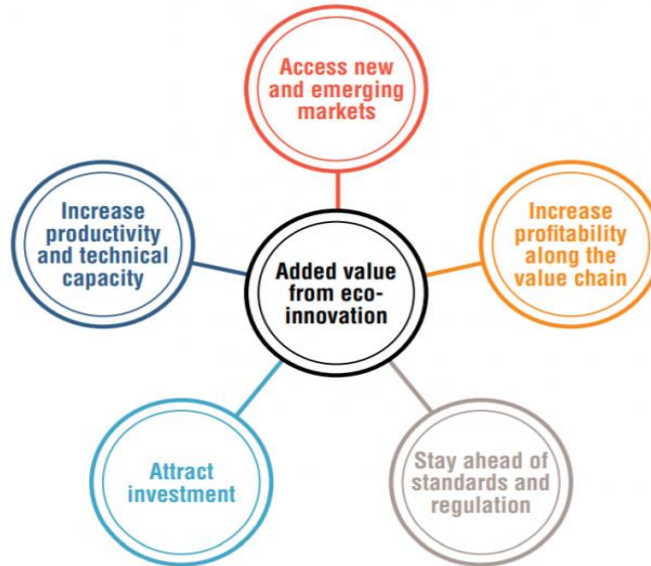 Access new
and emerging
markets
Increase
productivity
and technical
capacity
Increase
profitability
along the
value chain
Added value
from eco-
innovation
Attract
investment
Stay ahead of
standards and
regulation